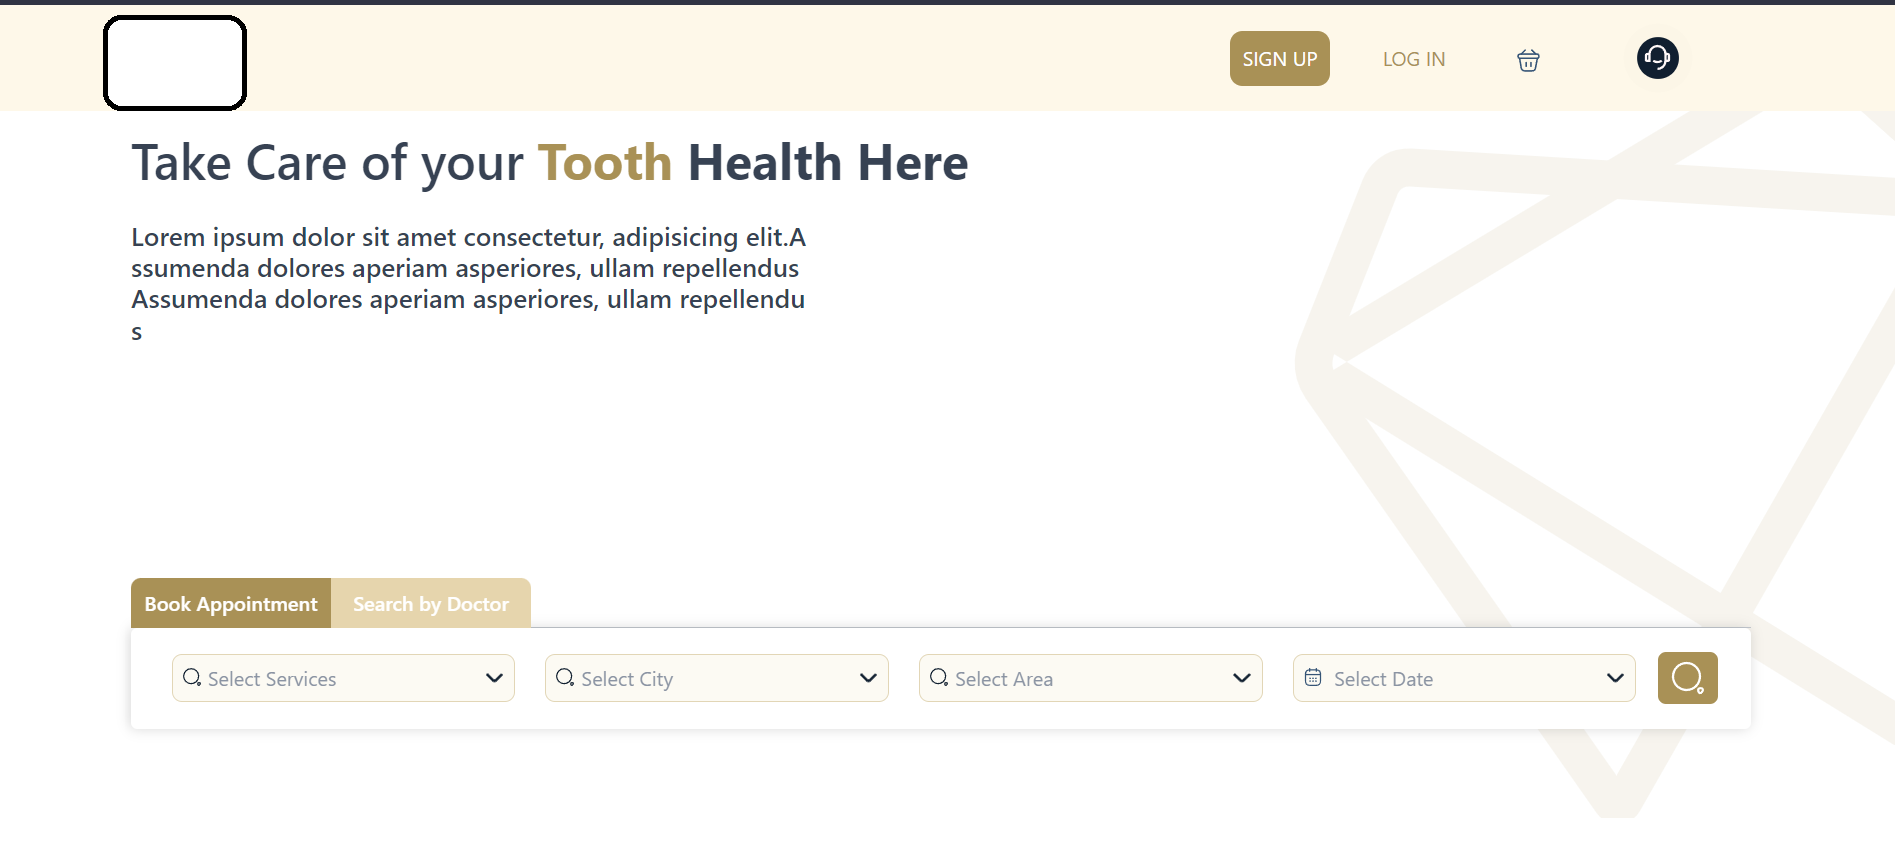 SIGN UP
LOG IN
Take Care of your Tooth Health Here
Lorem ipsum dolor sit amet consectetur, adipisicing elit.A
ssumenda dolores aperiam asperiores, ullam repellendus
Assumenda dolores aperiam asperiores, ullam repellendu
s
Book Appointment
Search by Doctor
Select Services
Select City
Select Area
Select Date